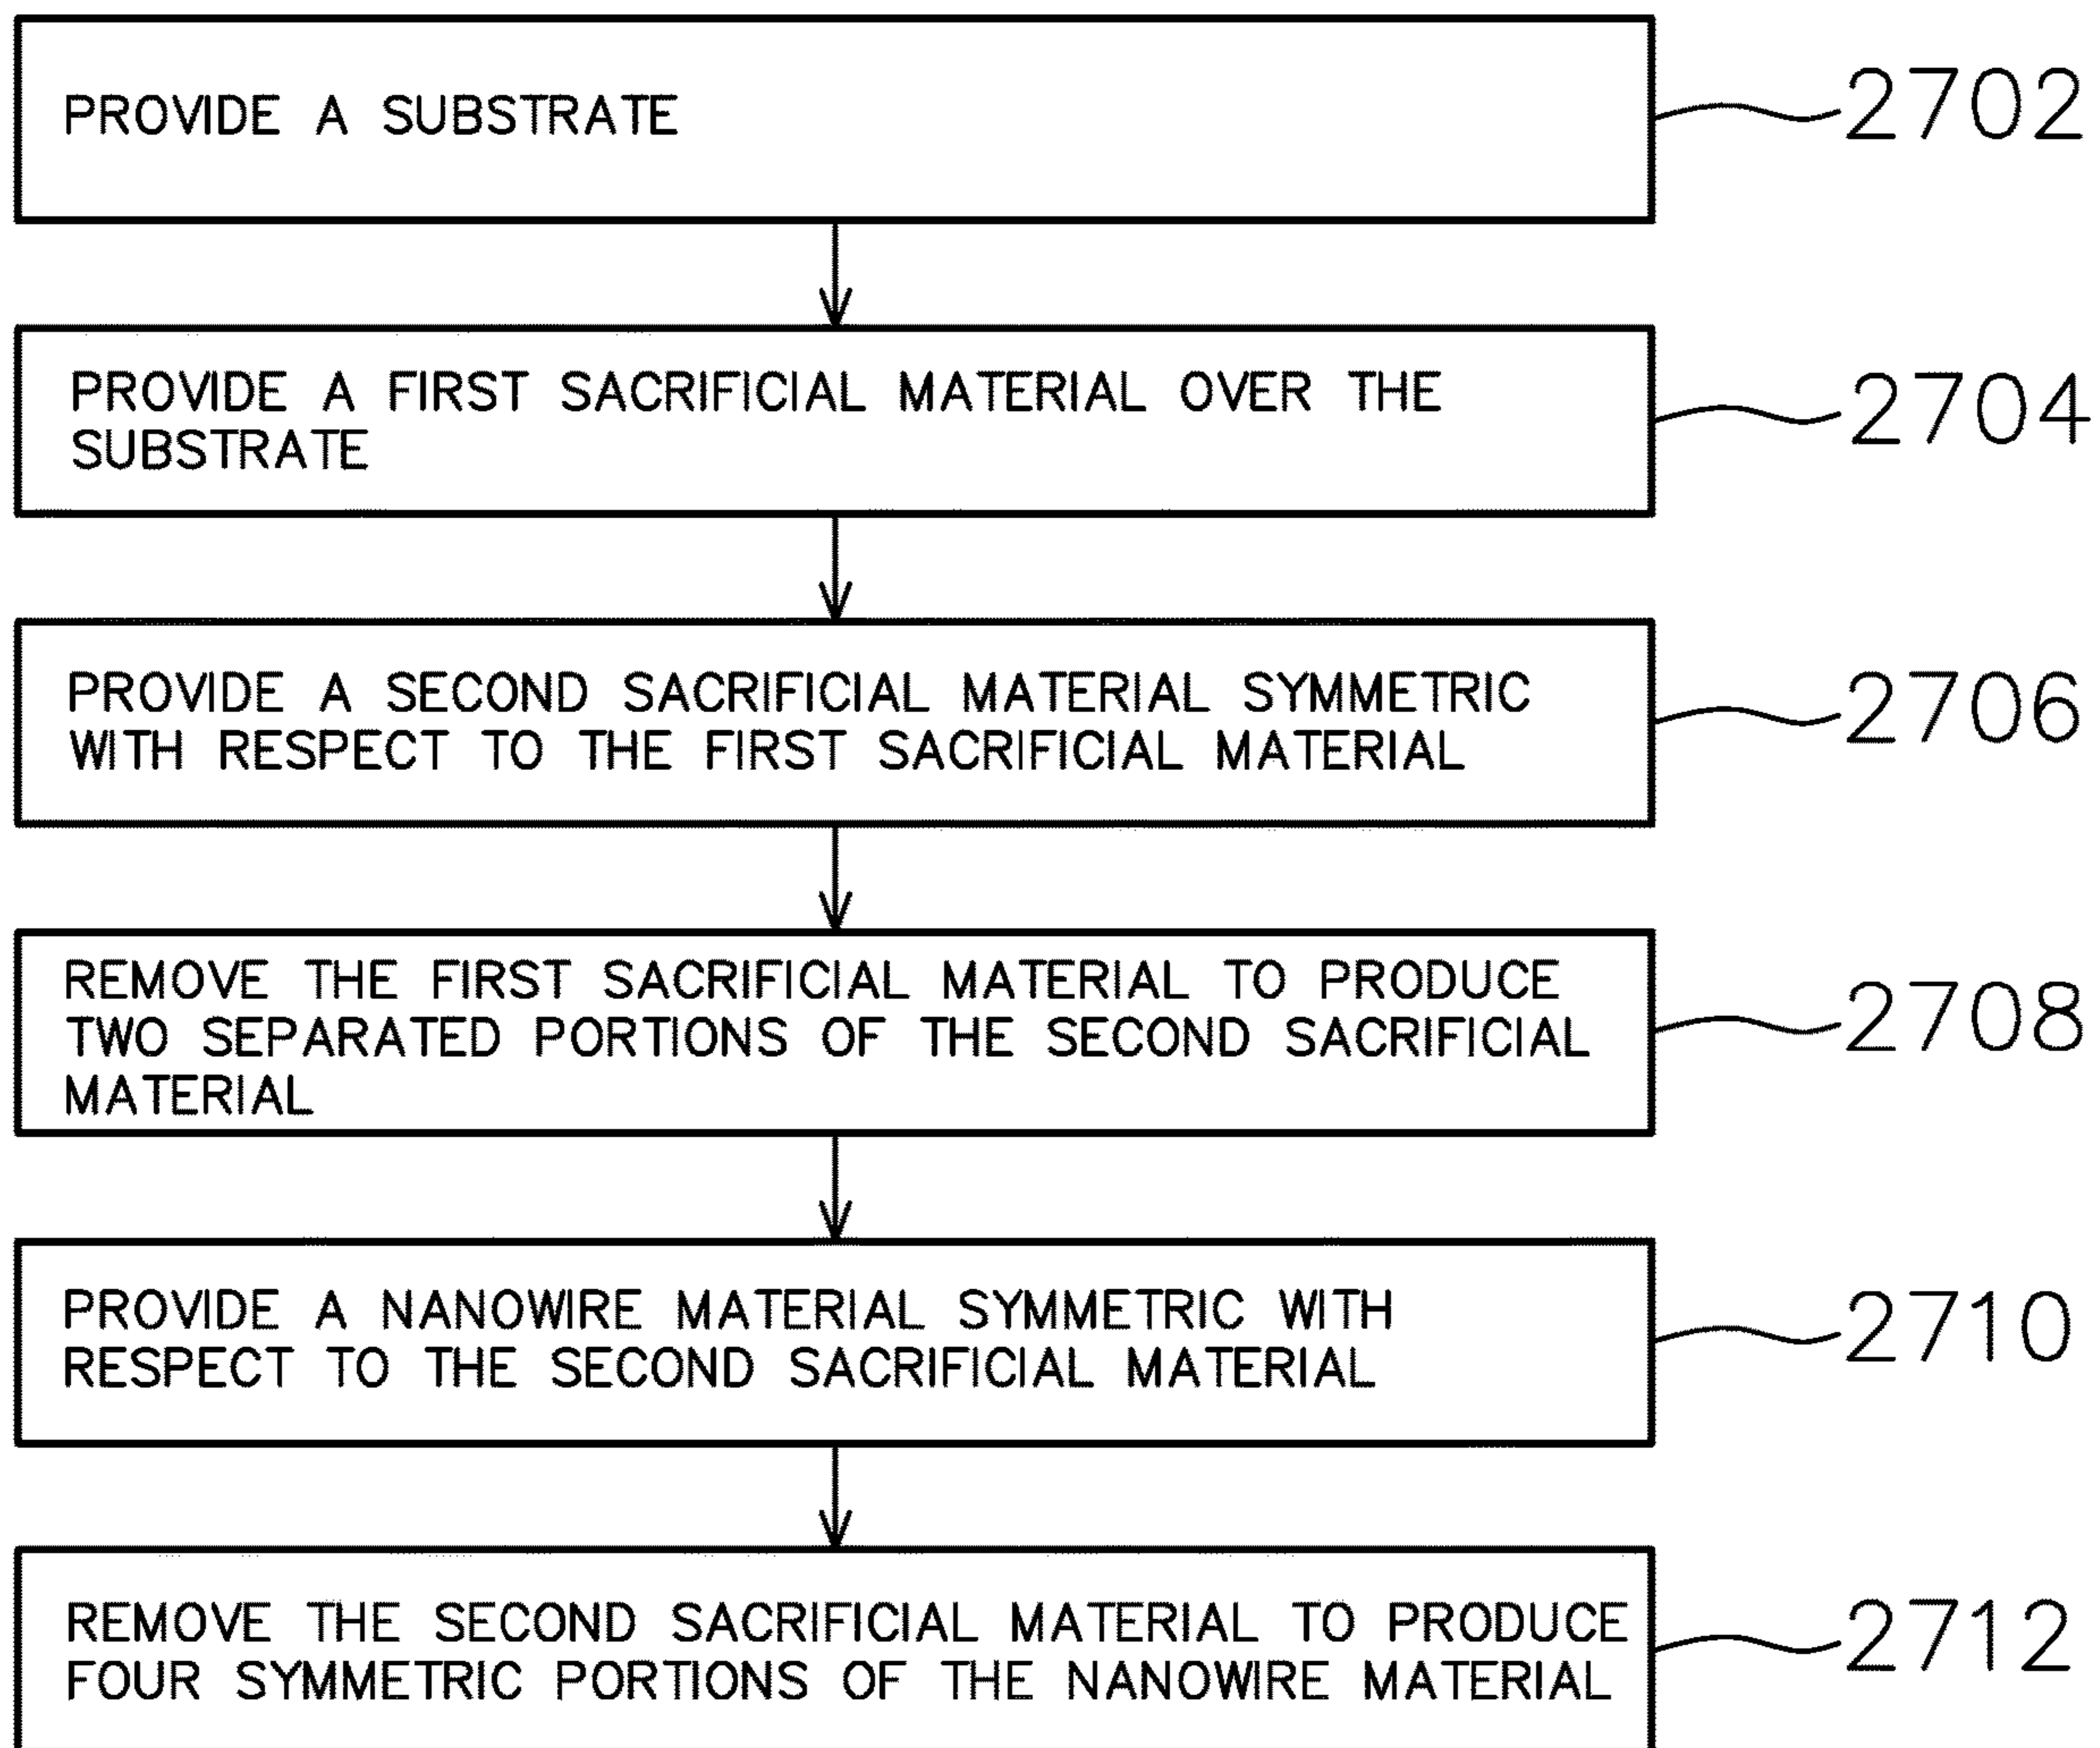 PROVIDE A SUBSTRATE
2702
PROVIDE A FIRST SACRIFICIAL MATERIAL OVER THE
SUBSTRATE
2704
PROVIDE A SECOND SACRIFICIAL MATERIAL SYMMETRIC
WITH RESPECT TO THE FIRST SACRIFICIAL MATERIAL
2706
REMOVE THE FIRST SACRIFICIAL MATERIAL TO PRODUCE
TWO SEPARATED PORTIONS OF THE SECOND SACRIFICIAL
MATERIAL
2708
PROVIDE A NANOWIRE MATERIAL SYMMETRIC WITH
RESPECT TO THE SECOND SACRIFICIAL MATERIAL
2710
REMOVE THE SECOND SACRIFICIAL MATERIAL TO PRODUCE
FOUR SYMMETRIC PORTIONS OF THE NANOWIRE MATERIAL
2712